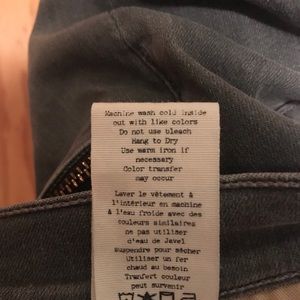 Machine wash cold inside
out with like colors
Do not use bleach
Hang to Dry
Use warm iron if
necessary
Color transfer
may occur
Laver le vêtement à
l'intérieur en machine
à l'eau froide avec des
couleurs similaires
ne pas utiliser
d'eau de Javel
suspendre pour sécher
Utiliser un fer
chaud au besoin
Tranfert couleur
peut survenir